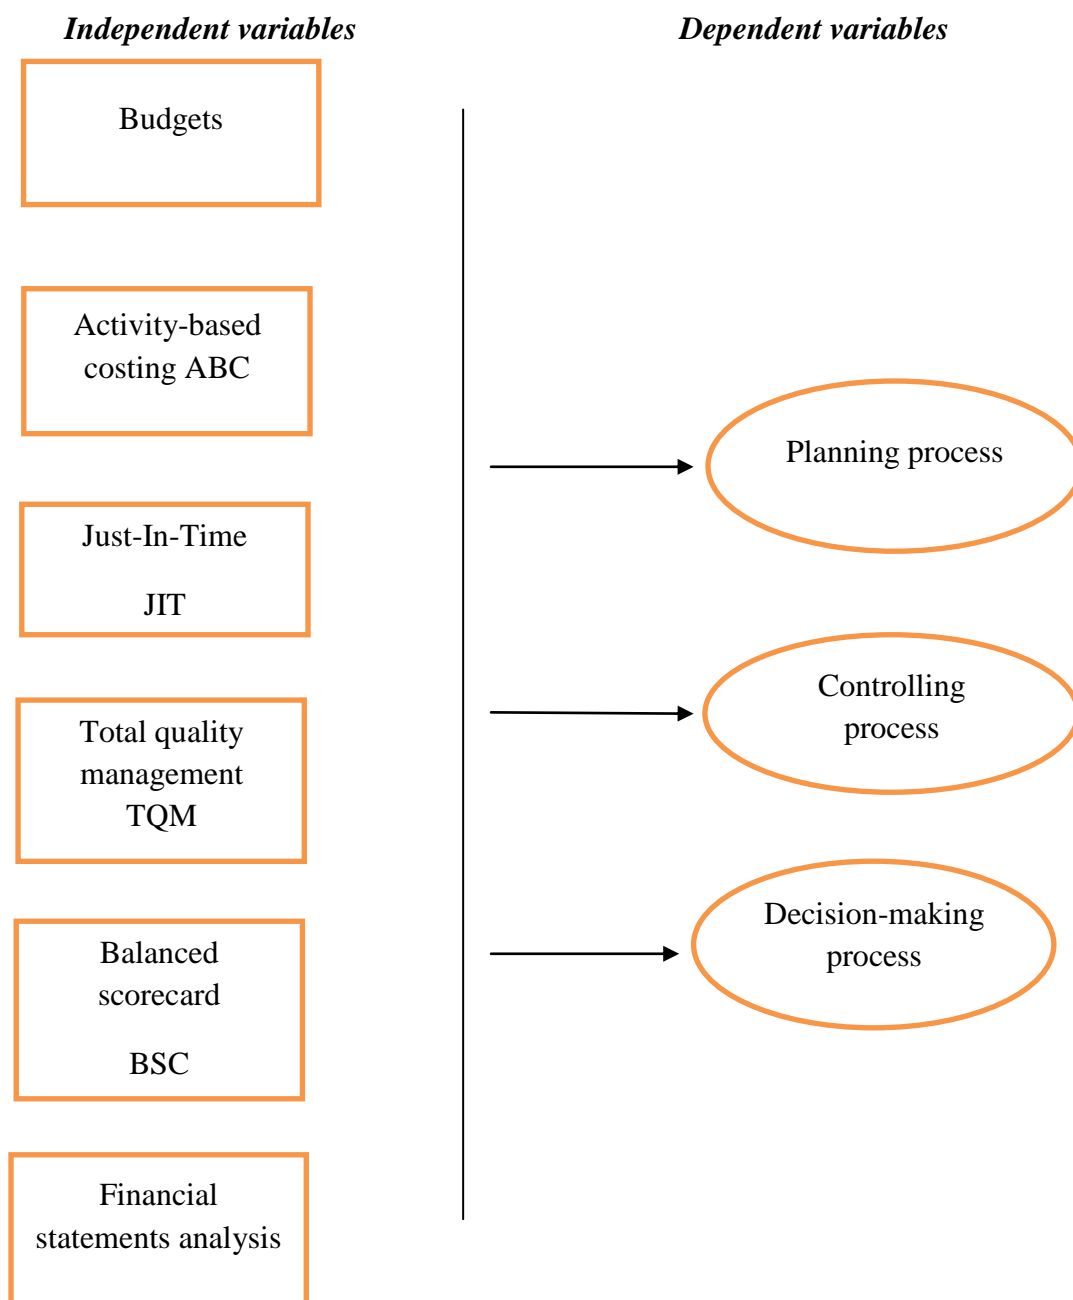 Independent variables
Dependent variables
Budgets
Activity-based
costing ABC
Just-In-Time
JIT
Total quality
management
TQM
Balanced
scorecard
BSC
Financial
statements analysis
Planning process
Controlling
process
Decision-making
process